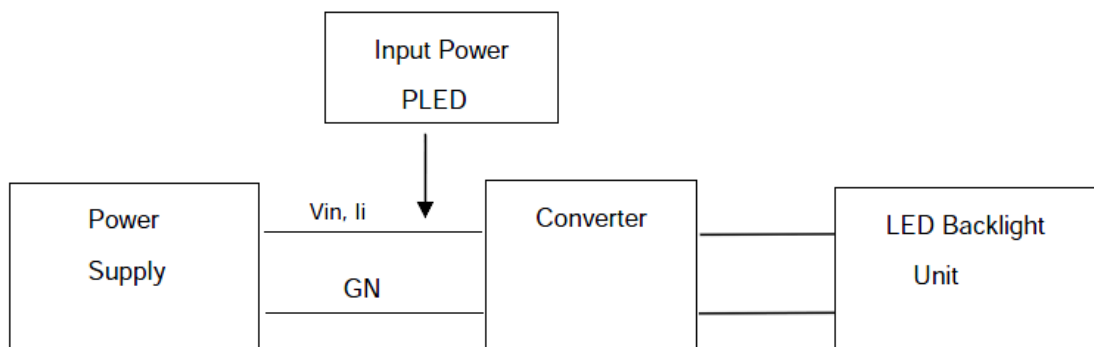 Input Power
PLED
Power
Supply
Vin, Ii
GN
Converter
LED Backlight
Unit